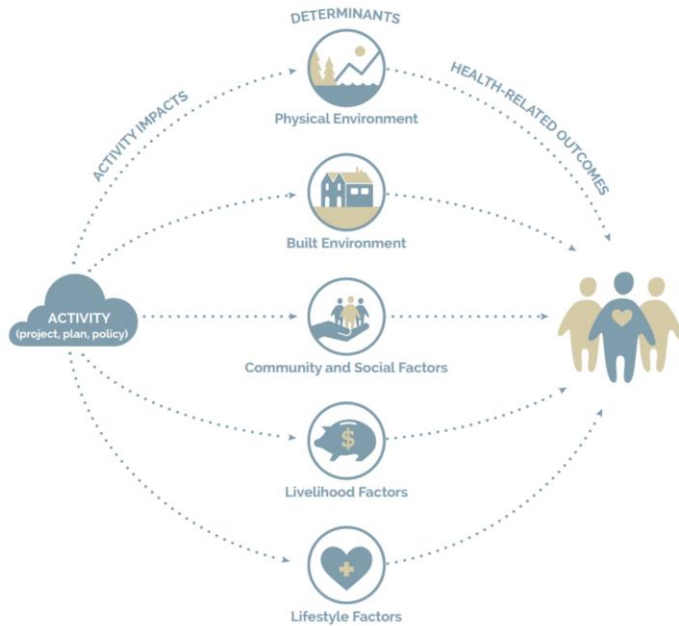 DETERMINANTS
ACTIVITY IMPACTS
HEALTH-RELATED OUTCOMES
Physical Environment
Built Environment
ACTIVITY
(project, plan, policy)
Community and Social Factors
$
Livelihood Factors
Lifestyle Factors